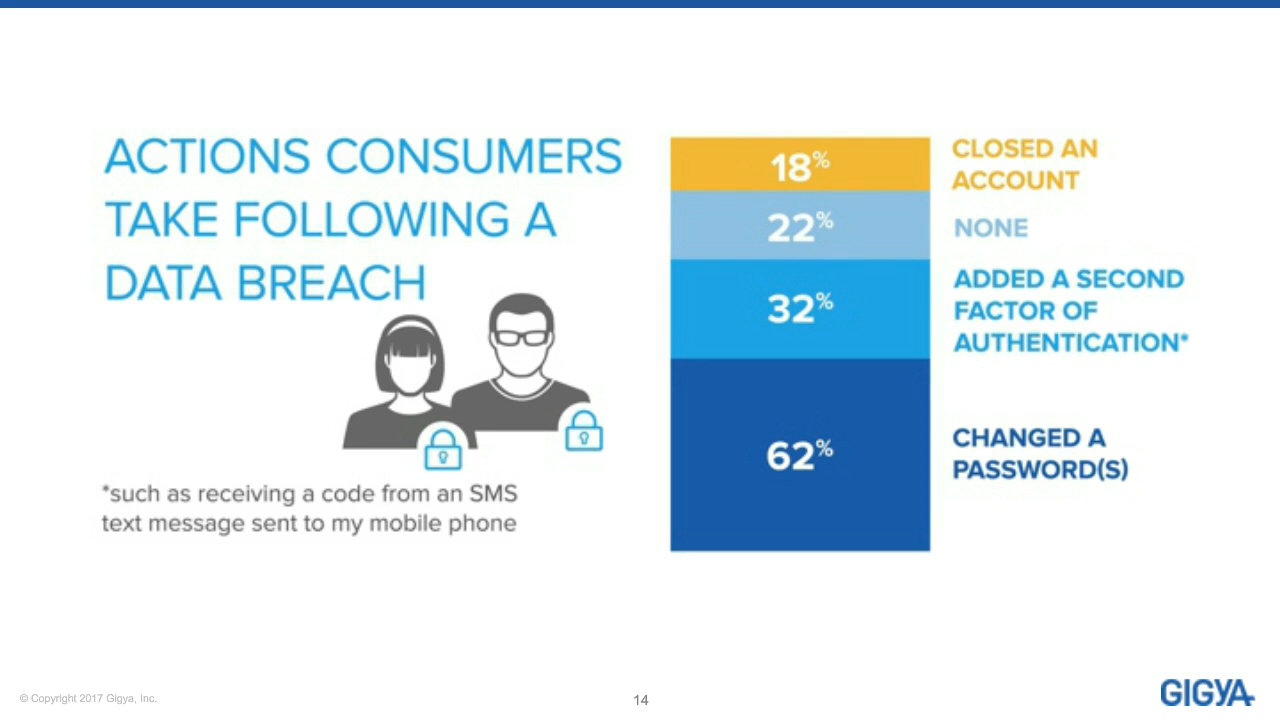 ACTIONS CONSUMERS
TAKE FOLLOWING A
DATA BREACH
*such as receiving a code from an SMS
text message sent to my mobile phone
18%
CLOSED AN
ACCOUNT
22%
NONE
32%
ADDED A SECOND
FACTOR OF
AUTHENTICATION*
62%
CHANGED A
PASSWORD(S)
© Copyright 2017 Gigya, Inc.
14
GIGYA